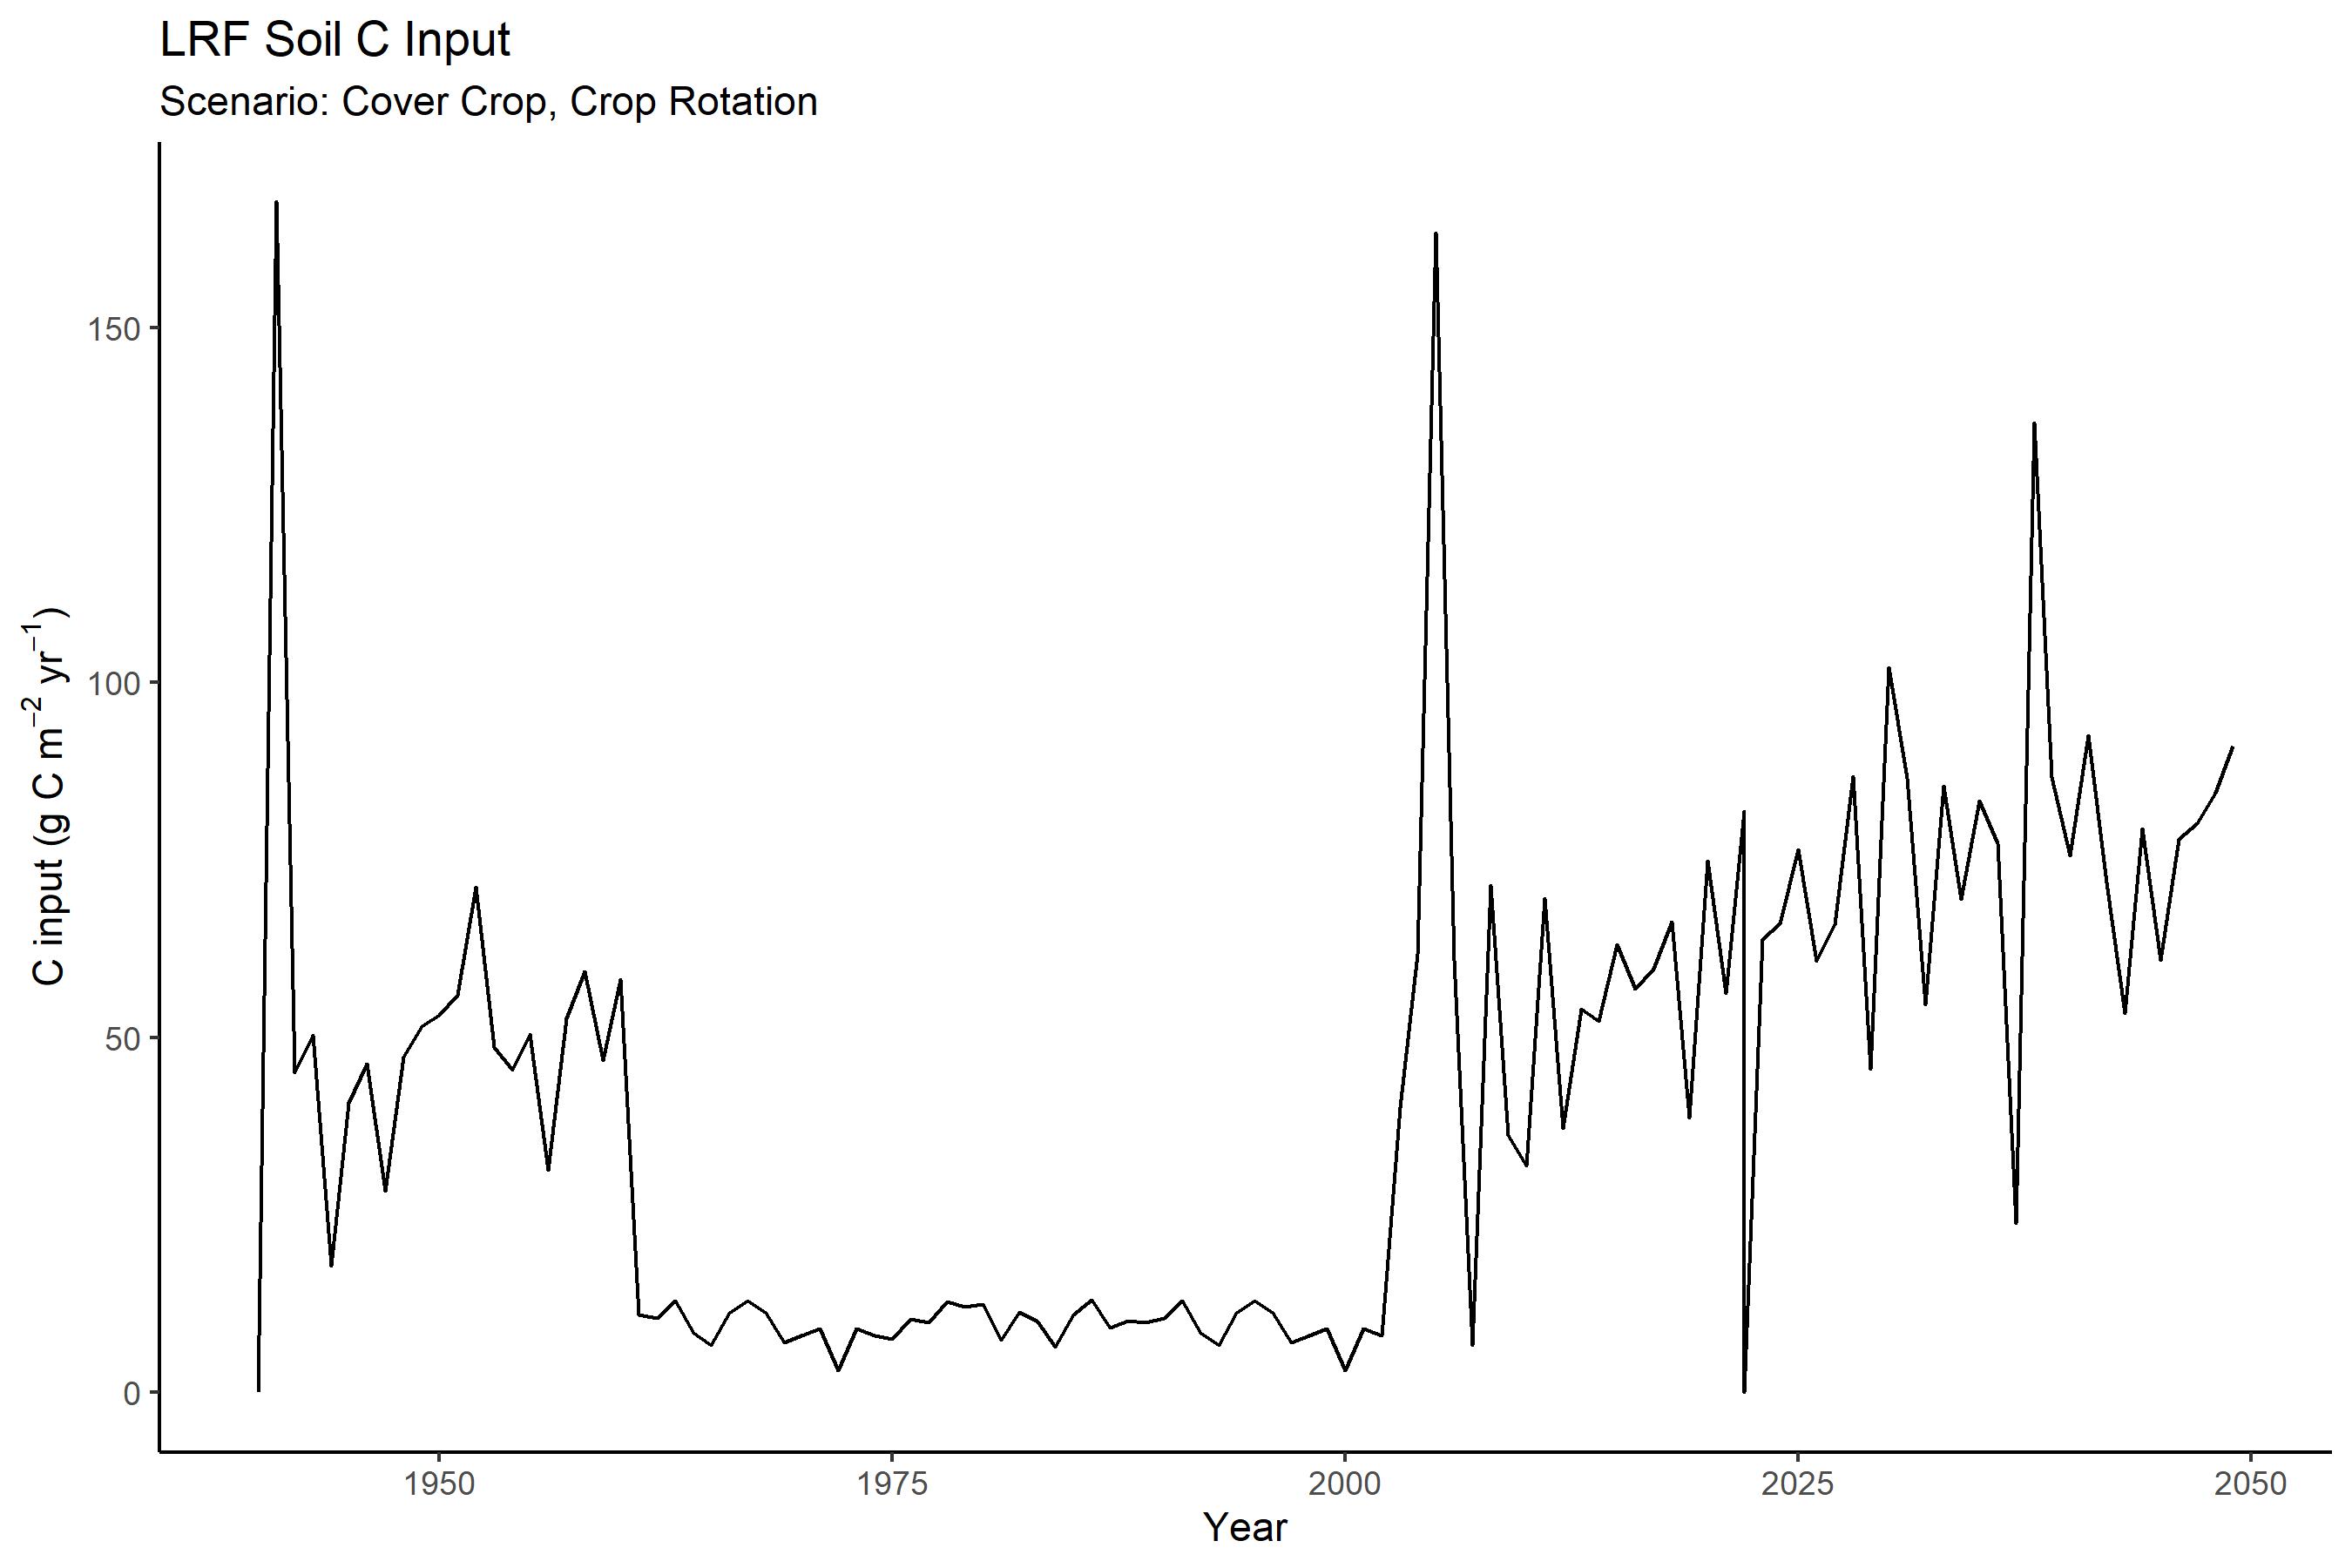 LRF Soil C Input
Scenario: Cover Crop, Crop Rotation
C input (g C m⁻² yr⁻¹)
150
100
50
0
1950 1975 2000 2025 2050
Year